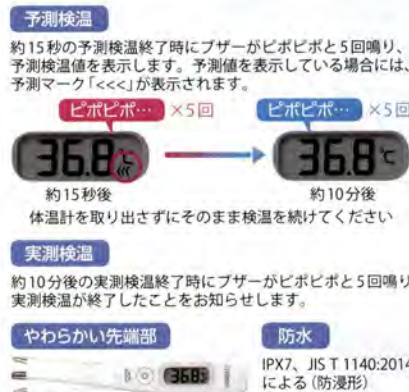 予測検温
約15秒の予測検温終了時にブザーがピポピポと5回鳴り、
予測検温値を表示します。予測値を表示している場合には、
予測マーク「<<<」が表示されます。
ピポピポ… ×5回 ピポピポ… ×5回
36.8℃ <<< 36.8℃
約15秒後 約10分後
体温計を取り出さずにそのまま検温を続けてください
実測検温
約10分後の実測検温終了時にブザーがピポピポと5回鳴り
実測検温が終了したことをお知らせします。
やわらかい先端部 防水
36.8 IPX7、JIS T 1140:2014
による(防浸形)